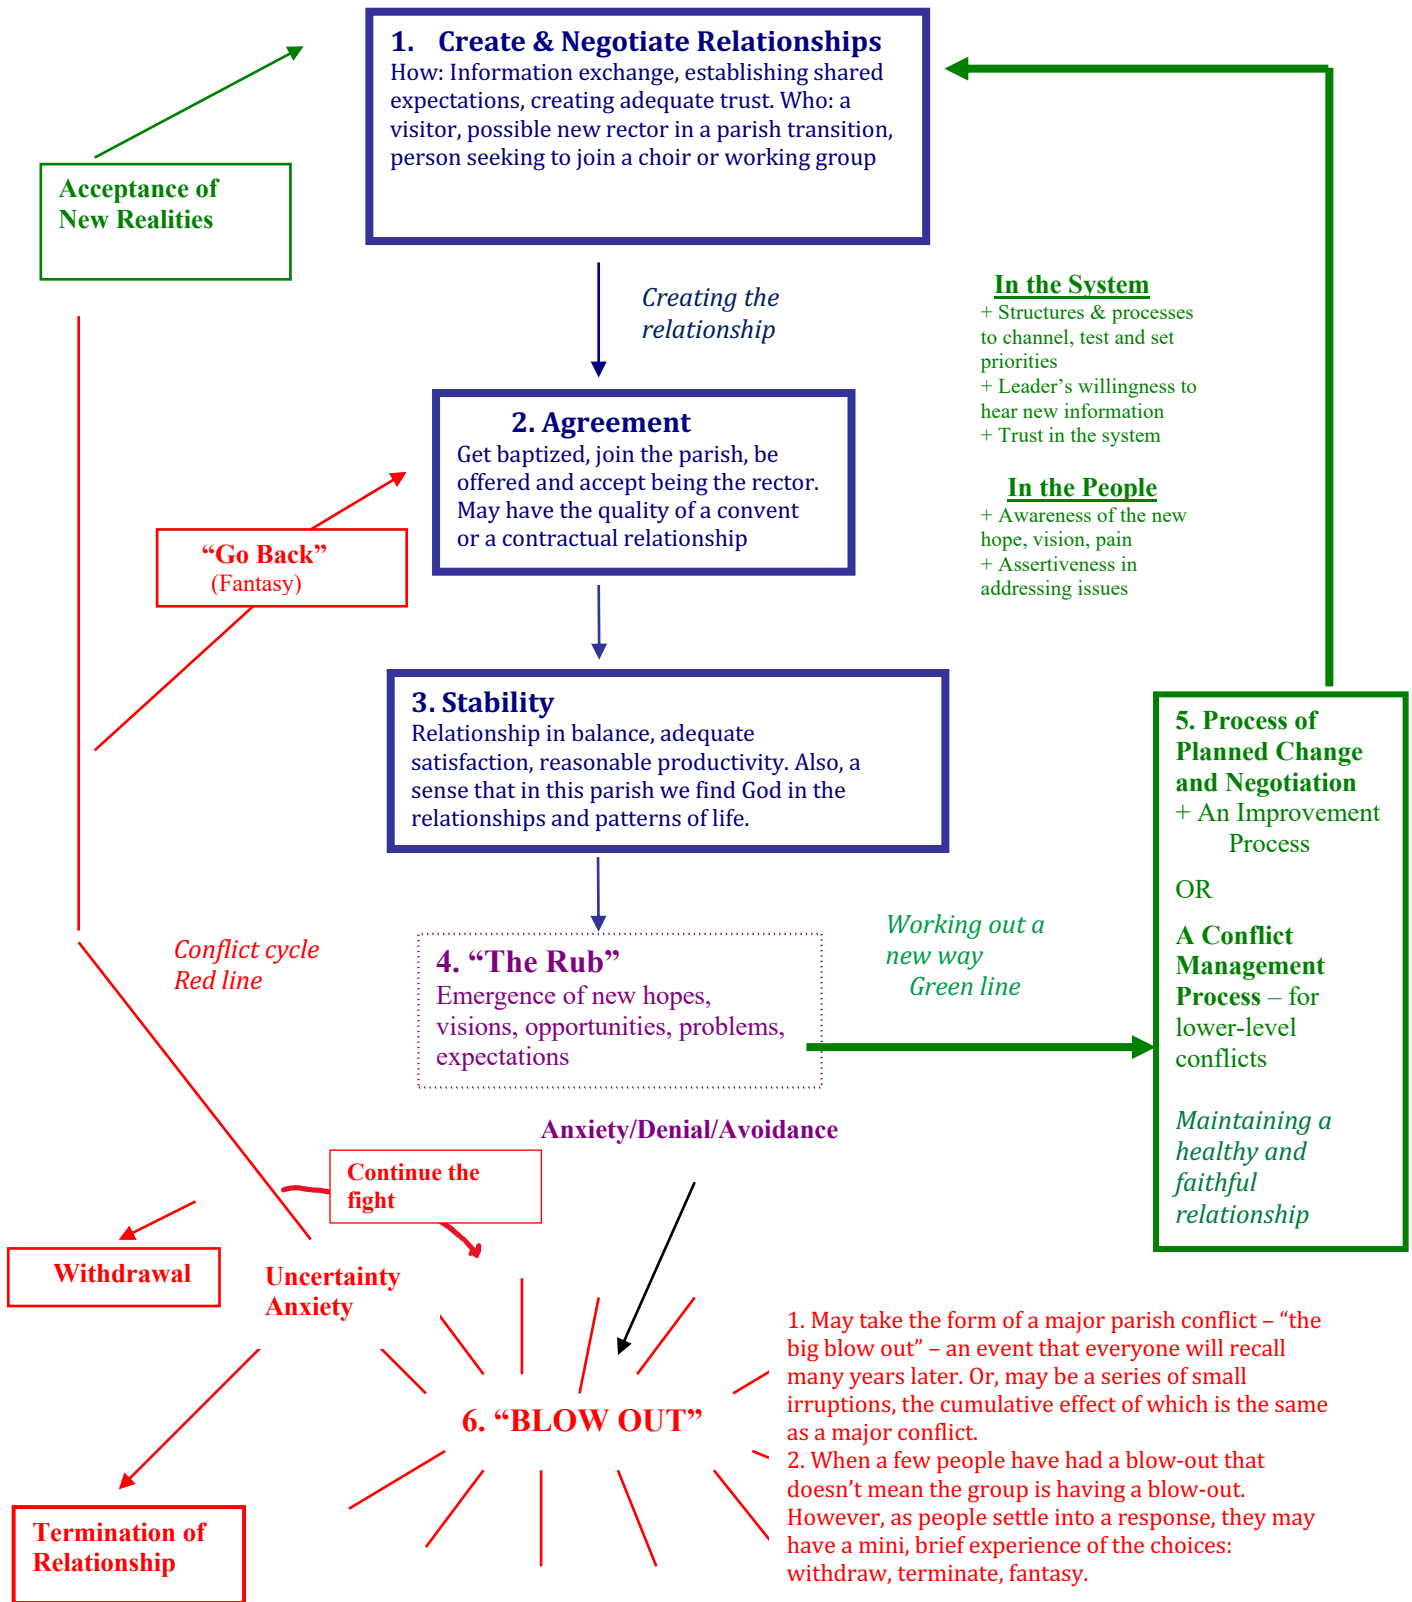 1. Create & Negotiate Relationships
How: Information exchange, establishing shared
expectations, creating adequate trust. Who: a
visitor, possible new rector in a parish transition,
person seeking to join a choir or working group
Acceptance of
New Realities
Creating the
relationship
In the System
+ Structures & processes
to channel, test and set
priorities
+ Leader’s willingness to
hear new information
+ Trust in the system
In the People
+ Awareness of the new
hope, vision, pain
+ Assertiveness in
addressing issues
2. Agreement
Get baptized, join the parish, be
offered and accept being the rector.
May have the quality of a convent
or a contractual relationship
“Go Back”
(Fantasy)
3. Stability
Relationship in balance, adequate
satisfaction, reasonable productivity. Also, a
sense that in this parish we find God in the
relationships and patterns of life.
5. Process of
Planned Change
and Negotiation
+ An Improvement
Process
OR
A Conflict
Management
Process – for
lower-level
conflicts
Maintaining a
healthy and
faithful
relationship
Conflict cycle
Red line
4. “The Rub”
Emergence of new hopes,
visions, opportunities, problems,
expectations
Working out a
new way
Green line
Anxiety/Denial/Avoidance
Continue the
fight
Withdrawal
Uncertainty
Anxiety
6. “BLOW OUT”
1. May take the form of a major parish conflict – “the
big blow out” – an event that everyone will recall
many years later. Or, may be a series of small
irruptions, the cumulative effect of which is the same
as a major conflict.
2. When a few people have had a blow-out that
doesn’t mean the group is having a blow-out.
However, as people settle into a response, they may
have a mini, brief experience of the choices:
withdraw, terminate, fantasy.
Termination of
Relationship